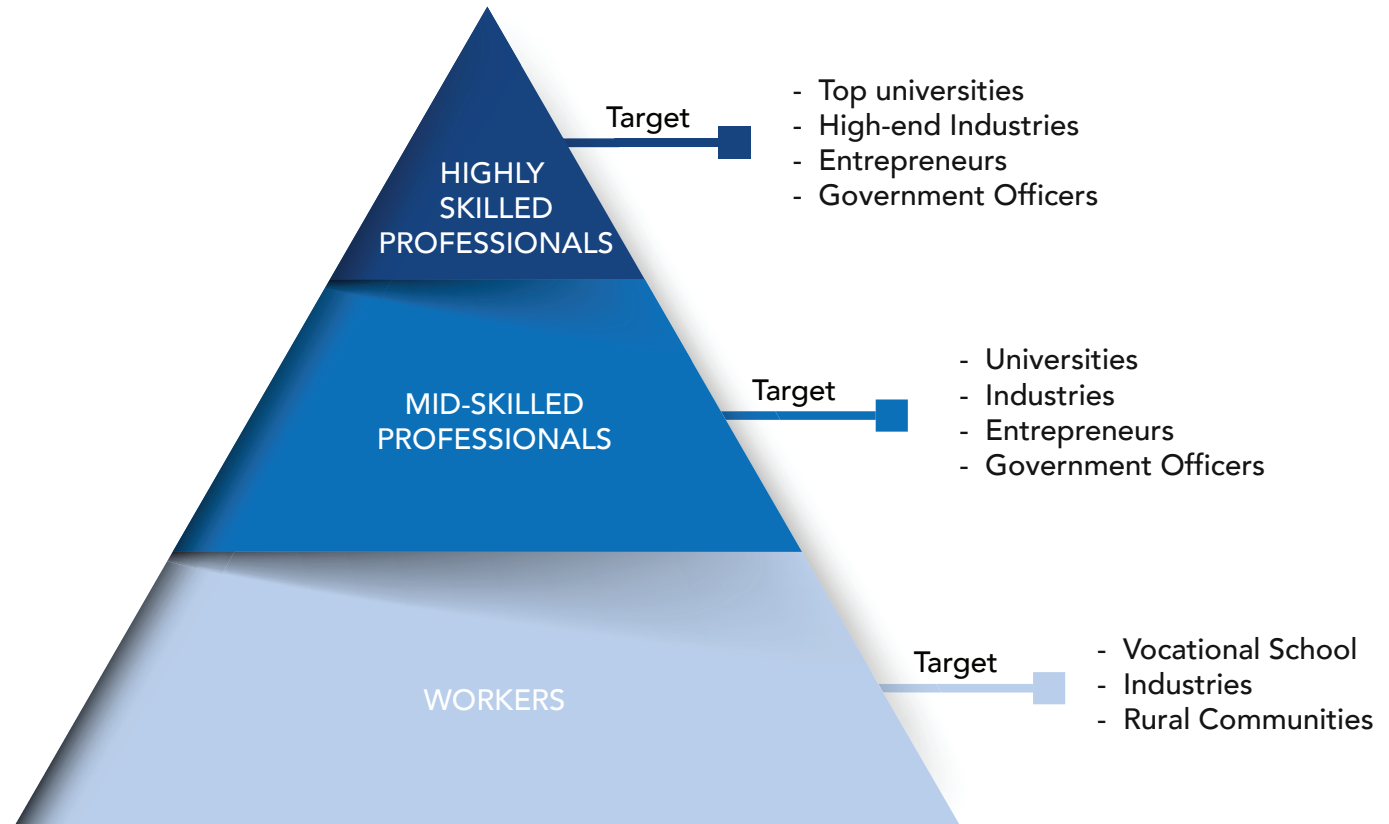 Target
- Top universities
- High-end Industries
- Entrepreneurs
- Government Officers
HIGHLY
SKILLED
PROFESSIONALS
Target
- Universities
- Industries
- Entrepreneurs
- Government Officers
MID-SKILLED
PROFESSIONALS
Target
- Vocational School
- Industries
- Rural Communities
WORKERS